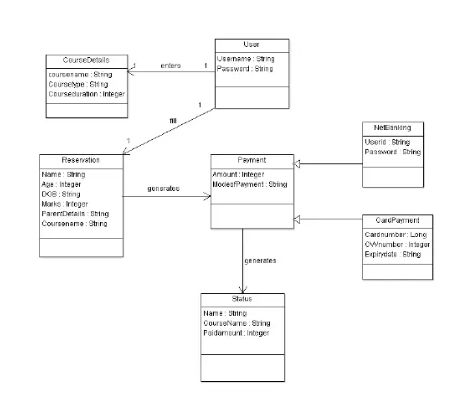 User
Username : String
Password : String
CourseDetails
coursename : String
Coursetype : String
Courseduration : Integer
1
enters
1
1
fill
1
Reservation
Name : String
Age : Integer
DOB : String
Marks : Integer
ParentDetails : String
Coursename : String
generates
Payment
Amount : Integer
ModeofPayment : String
NetBanking
Userid : String
Password : String
CardPayment
Cardnumber : Long
CVVnumber : Integer
Expirydate : String
generates
Status
Name : String
CourseName : String
Paidamount : Integer